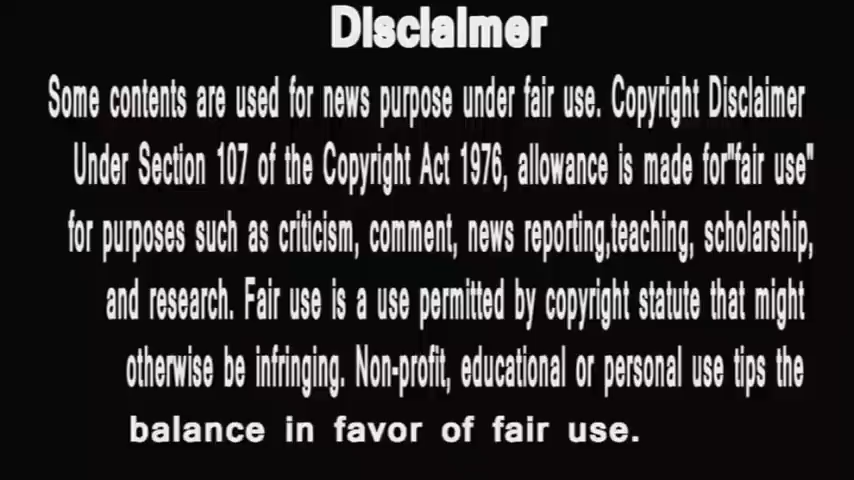 Disclaimer
Some contents are used for news purpose under fair use. Copyright Disclaimer
Under Section 107 of the Copyright Act 1976, allowance is made for"fair use"
for purposes such as criticism, comment, news reporting,teaching, scholarship,
and research. Fair use is a use permitted by copyright statute that might
otherwise be infringing. Non-profit, educational or personal use tips the
balance in favor of fair use.